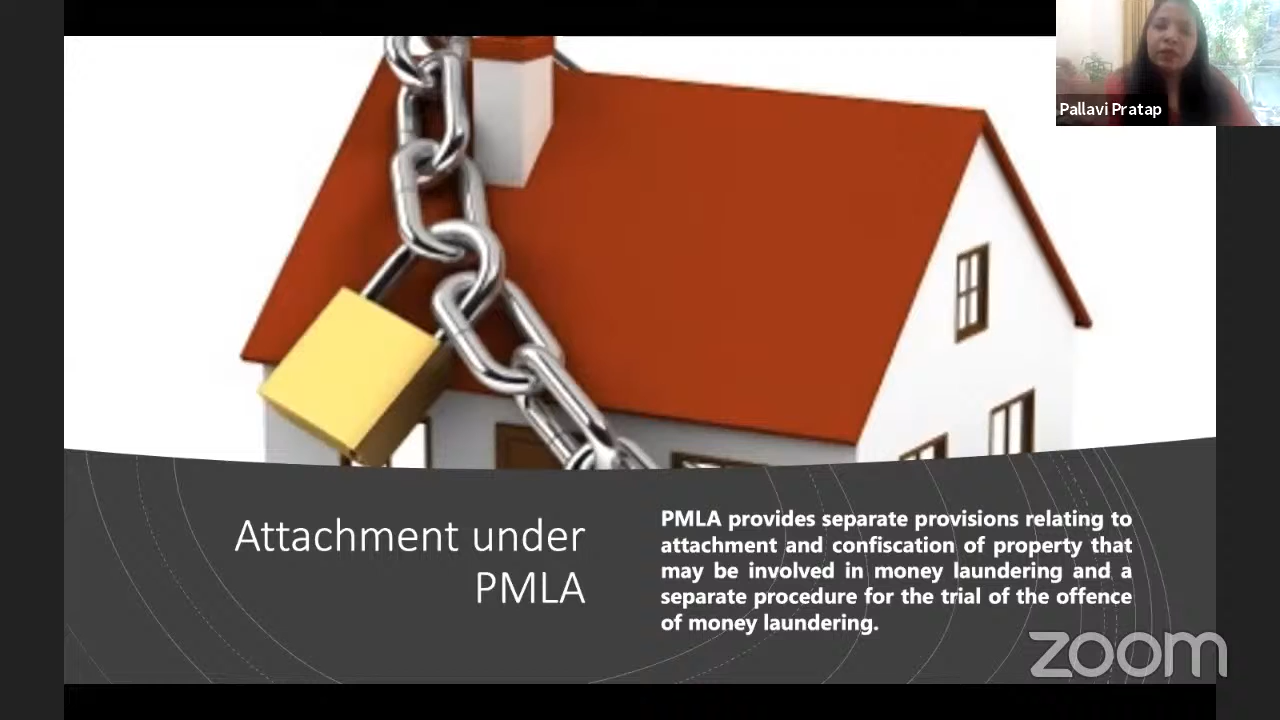 Pallavi Pratap
Attachment under
PMLA
PMLA provides separate provisions relating to
attachment and confiscation of property that
may be involved in money laundering and a
separate procedure for the trial of the offence
of money laundering.
zoom